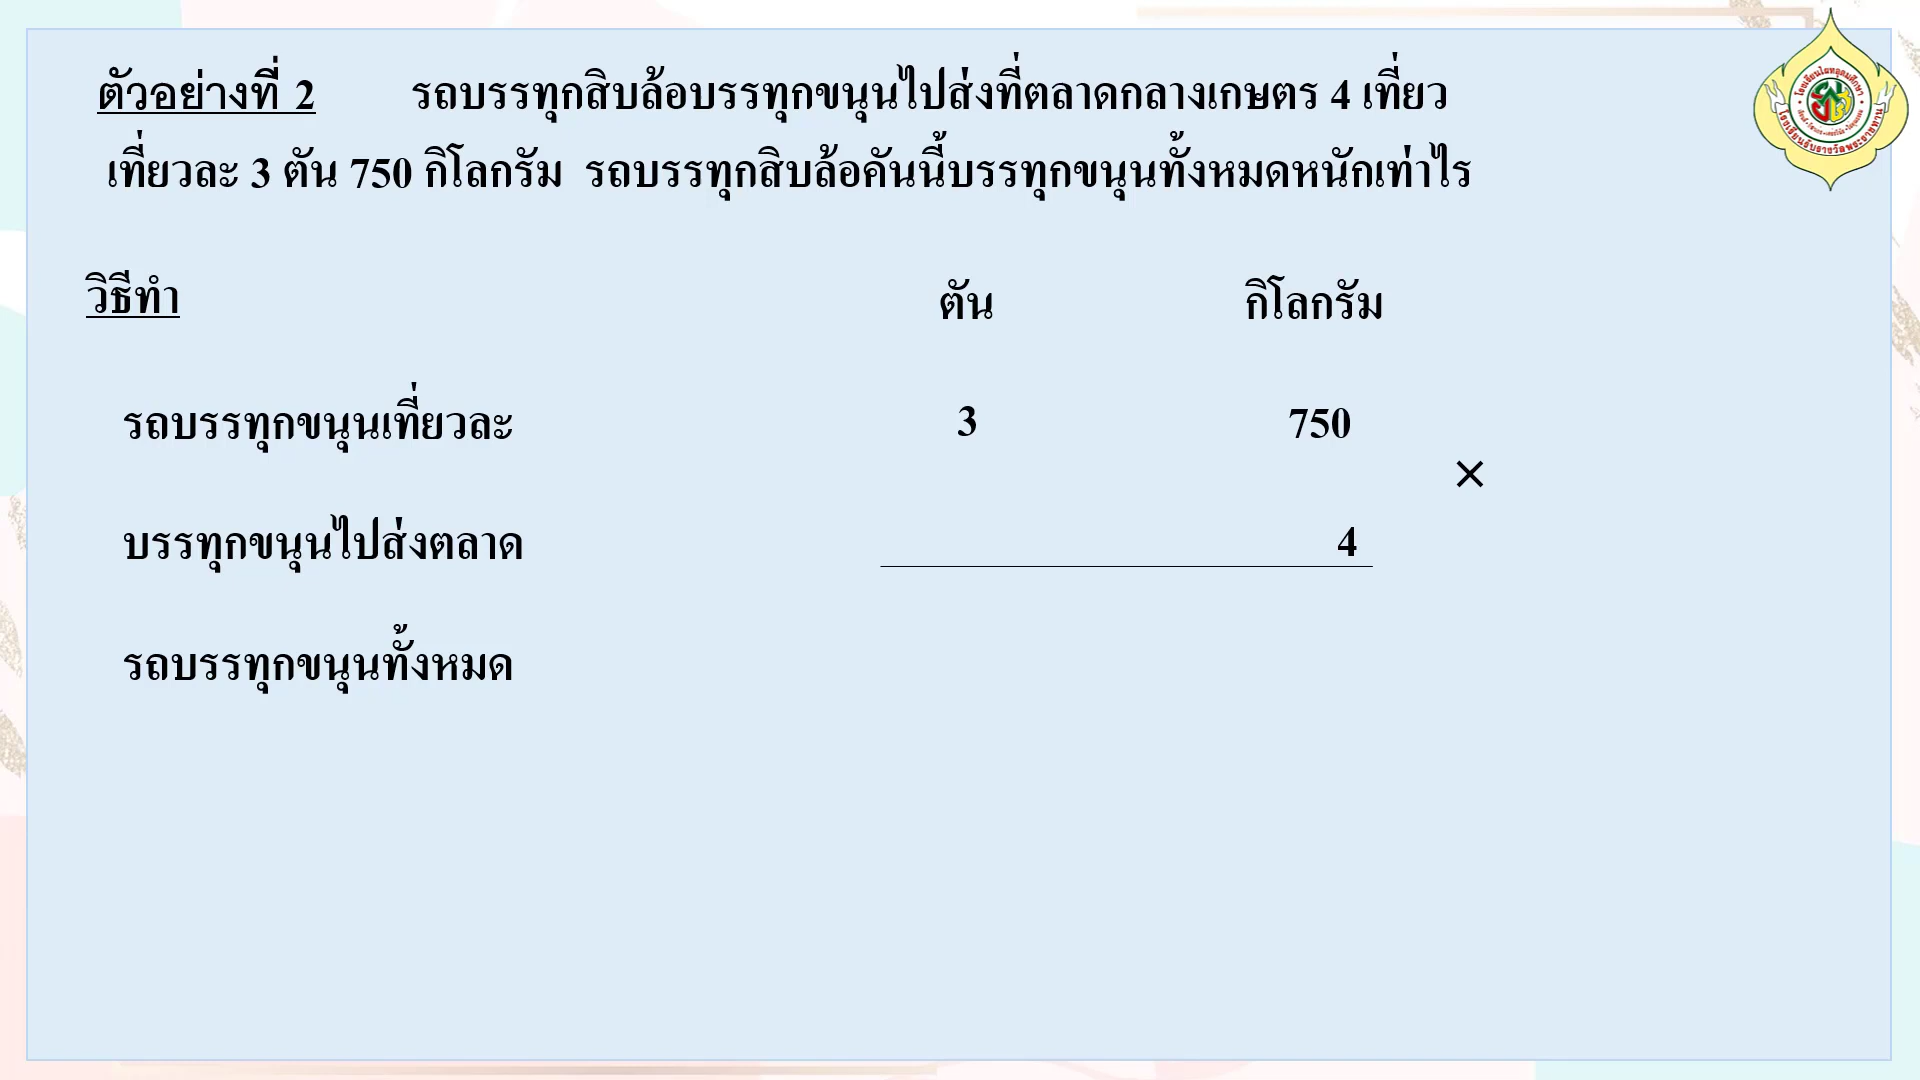 ตัวอย่างที่ 2 รถบรรทุกสิบล้อบรรทุกขนุนไปส่งที่ตลาดกลางเกษตร 4 เที่ยว
เที่ยวละ 3 ตัน 750 กิโลกรัม รถบรรทุกสิบล้อคันนี้บรรทุกขนุนทั้งหมดหนักเท่าไร
วิธีทำ ตัน กิโลกรัม
รถบรรทุกขนุนเที่ยวละ 3 750
×
บรรทุกขนุนไปส่งตลาด 4
รถบรรทุกขนุนทั้งหมด